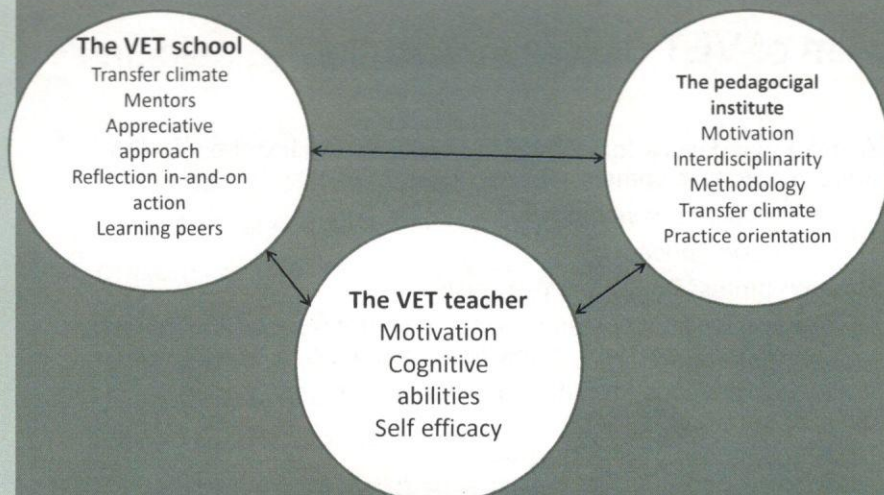 The VET school
Transfer climate
Mentors
Appreciative
approach
Reflection in-and-on
action
Learning peers
The pedagocigal
institute
Motivation
Interdisciplinarity
Methodology
Transfer climate
Practice orientation
The VET teacher
Motivation
Cognitive
abilities
Self efficacy